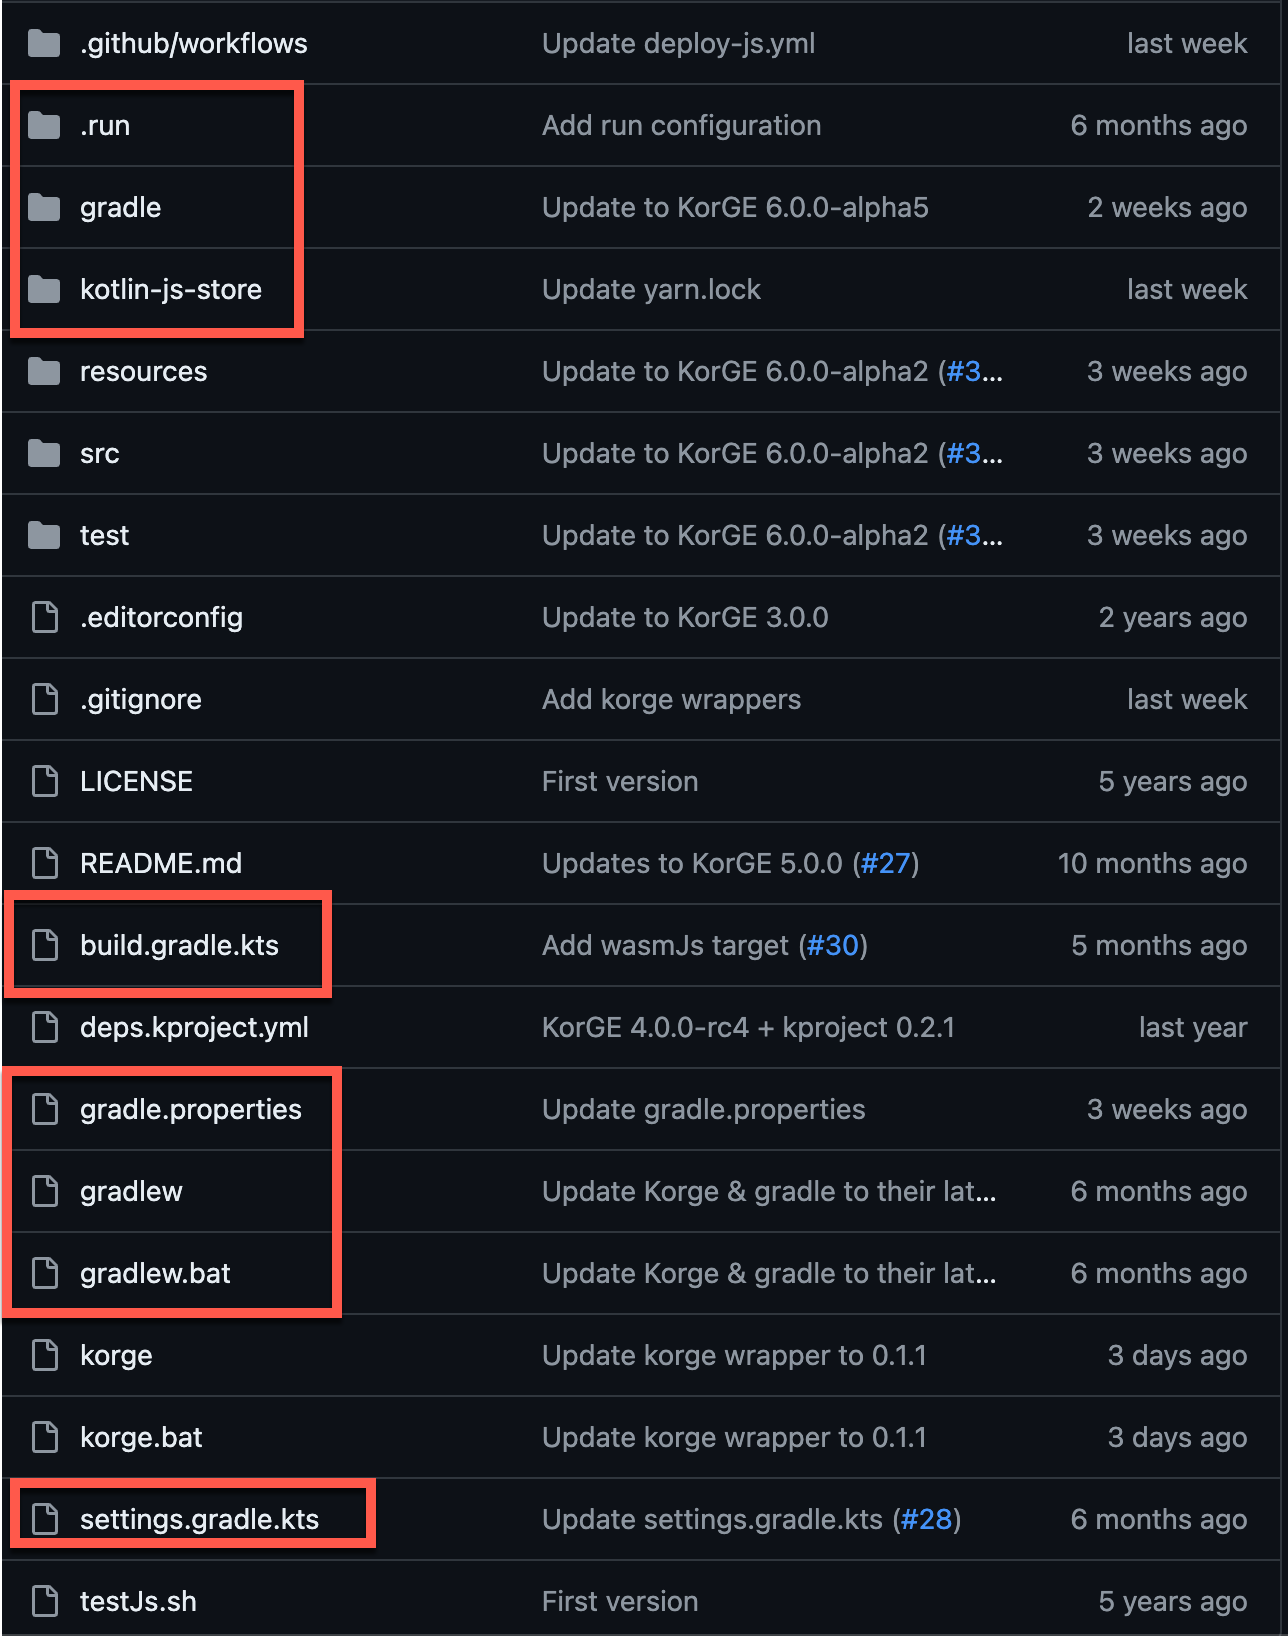 .github/workflows Update deploy-js.yml last week
.run Add run configuration 6 months ago
gradle Update to KorGE 6.0.0-alpha5 2 weeks ago
kotlin-js-store Update yarn.lock last week
resources Update to KorGE 6.0.0-alpha2 (#3... 3 weeks ago
src Update to KorGE 6.0.0-alpha2 (#3... 3 weeks ago
test Update to KorGE 6.0.0-alpha2 (#3... 3 weeks ago
.editorconfig Update to KorGE 3.0.0 2 years ago
.gitignore Add korge wrappers last week
LICENSE First version 5 years ago
README.md Updates to KorGE 5.0.0 (#27) 10 months ago
build.gradle.kts Add wasmJs target (#30) 5 months ago
deps.kproject.yml KorGE 4.0.0-rc4 + kproject 0.2.1 last year
gradle.properties Update gradle.properties 3 weeks ago
gradlew Update Korge & gradle to their lat... 6 months ago
gradlew.bat Update Korge & gradle to their lat... 6 months ago
korge Update korge wrapper to 0.1.1 3 days ago
korge.bat Update korge wrapper to 0.1.1 3 days ago
settings.gradle.kts Update settings.gradle.kts (#28) 6 months ago
testJs.sh First version 5 years ago